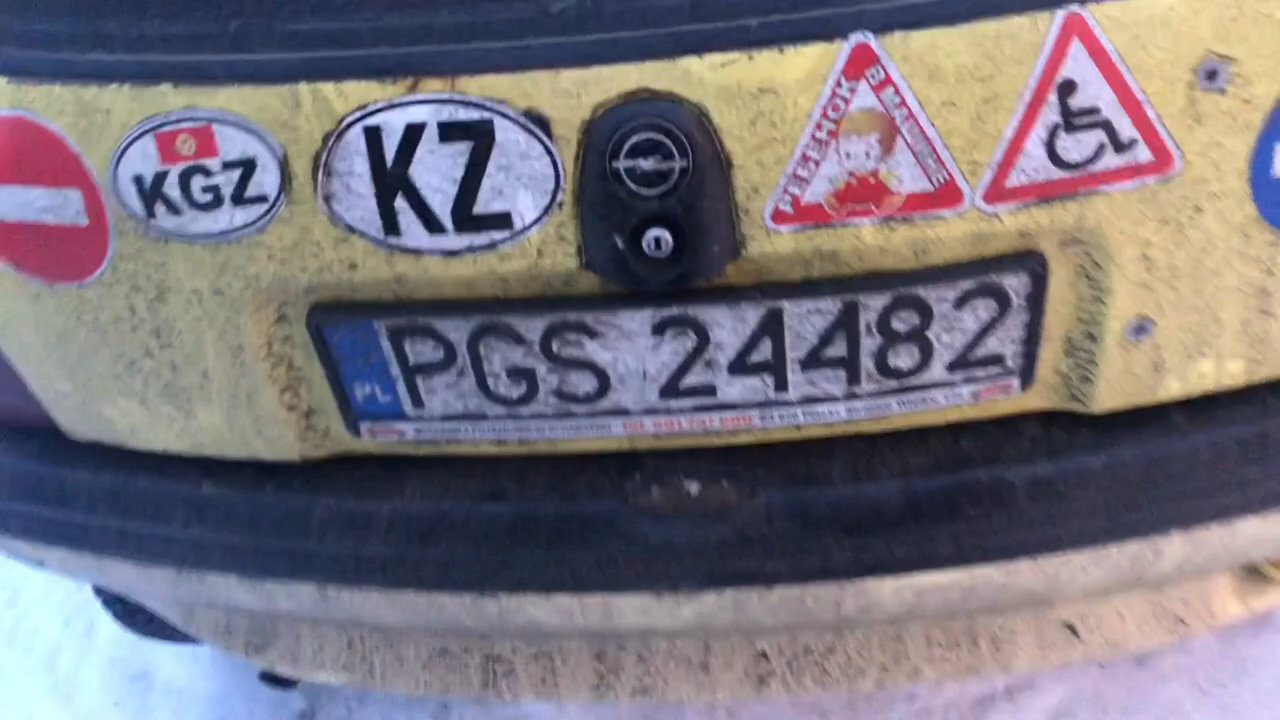 KGZ
KZ
РЕБЕНОК
В МАШИНЕ
PL
PGS 24482